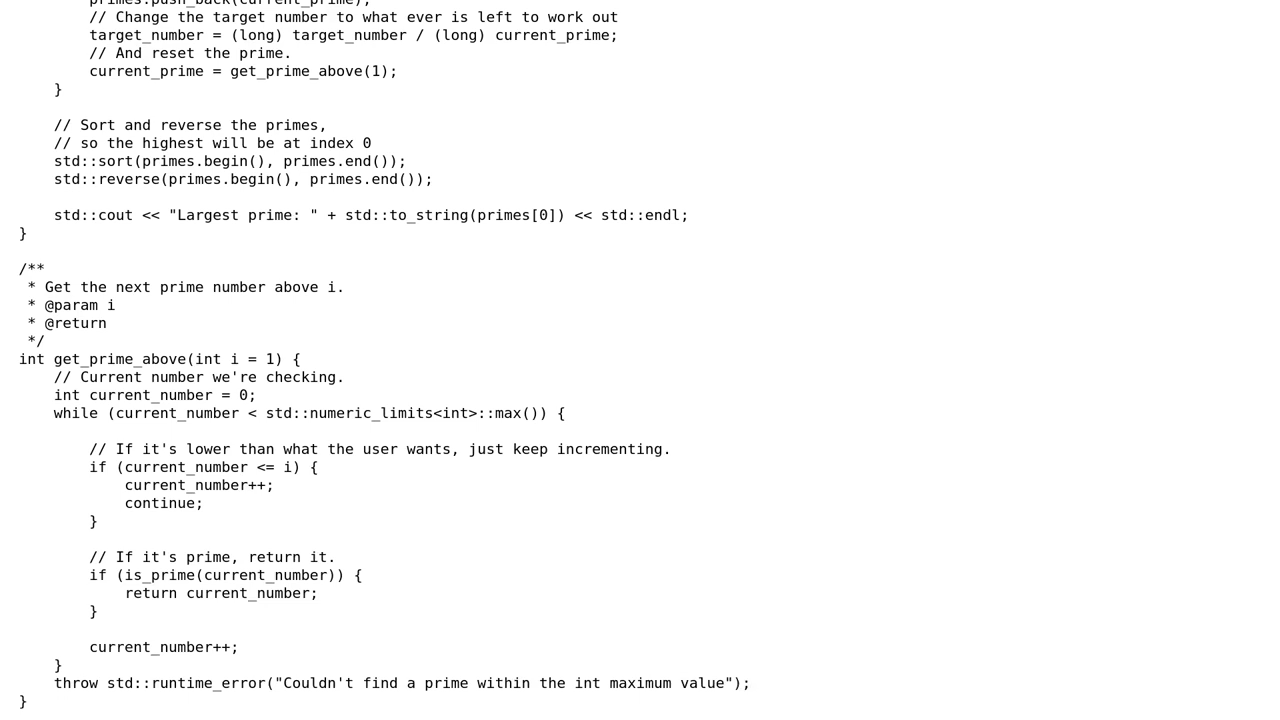 primes.push_back(current_prime);
        // Change the target number to what ever is left to work out
        target_number = (long) target_number / (long) current_prime;
        // And reset the prime.
        current_prime = get_prime_above(1);
    }

    // Sort and reverse the primes,
    // so the highest will be at index 0
    std::sort(primes.begin(), primes.end());
    std::reverse(primes.begin(), primes.end());

    std::cout << "Largest prime: " + std::to_string(primes[0]) << std::endl;
}

/**
 * Get the next prime number above i.
 * @param i
 * @return
 */
int get_prime_above(int i = 1) {
    // Current number we're checking.
    int current_number = 0;
    while (current_number < std::numeric_limits<int>::max()) {

        // If it's lower than what the user wants, just keep incrementing.
        if (current_number <= i) {
            current_number++;
            continue;
        }

        // If it's prime, return it.
        if (is_prime(current_number)) {
            return current_number;
        }

        current_number++;
    }
    throw std::runtime_error("Couldn't find a prime within the int maximum value");
}